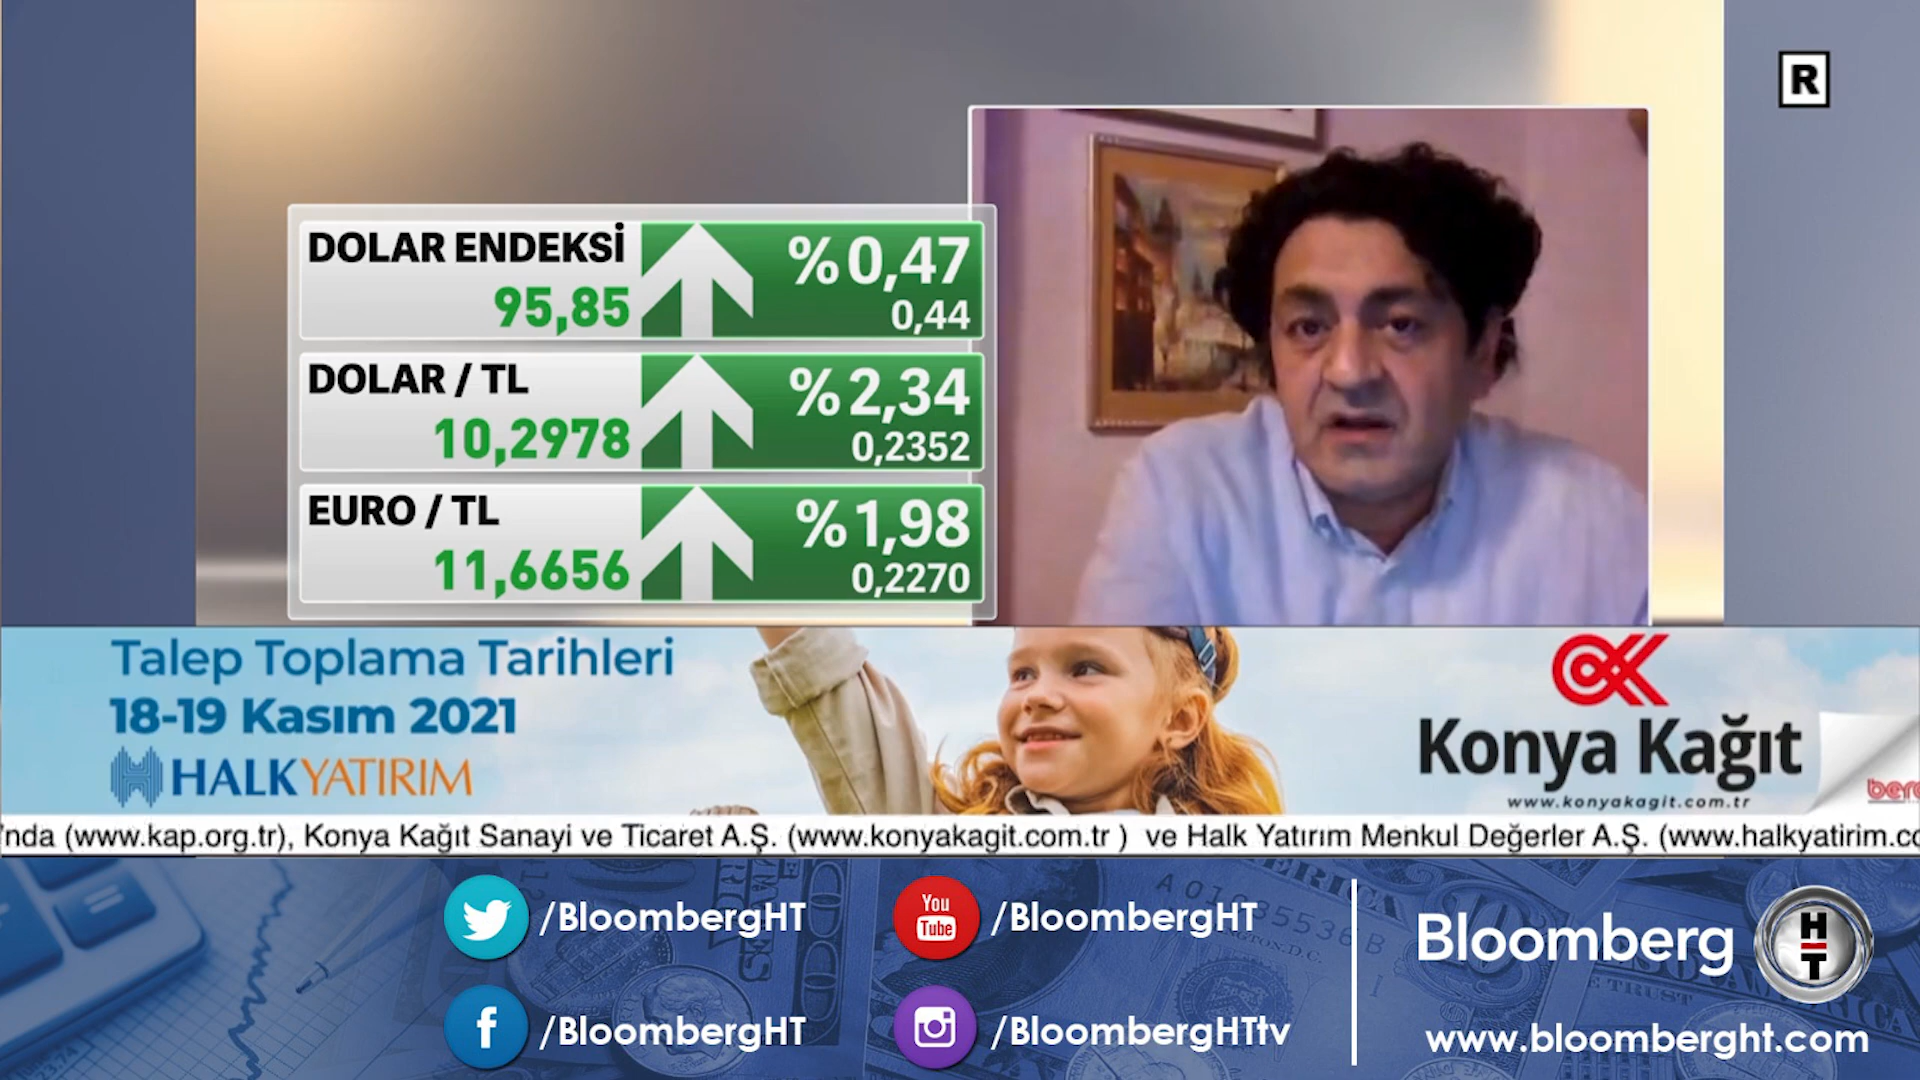 R
DOLAR ENDEKSİ
95,85
%0,47
0,44
DOLAR / TL
10,2978
%2,34
0,2352
EURO / TL
11,6656
%1,98
0,2270
Talep Toplama Tarihleri
18-19 Kasım 2021
HALKYATIRIM
Konya Kağıt
www.konyakagit.com.tr
'nda (www.kap.org.tr), Konya Kağıt Sanayi ve Ticaret A.Ş. (www.konyakagit.com.tr ) ve Halk Yatırım Menkul Değerler A.Ş. (www.halkyatirim.co
/BloombergHT
You Tube
/BloombergHT
/BloombergHT
/BloombergHTtv
Bloomberg HT
www.bloomberght.com